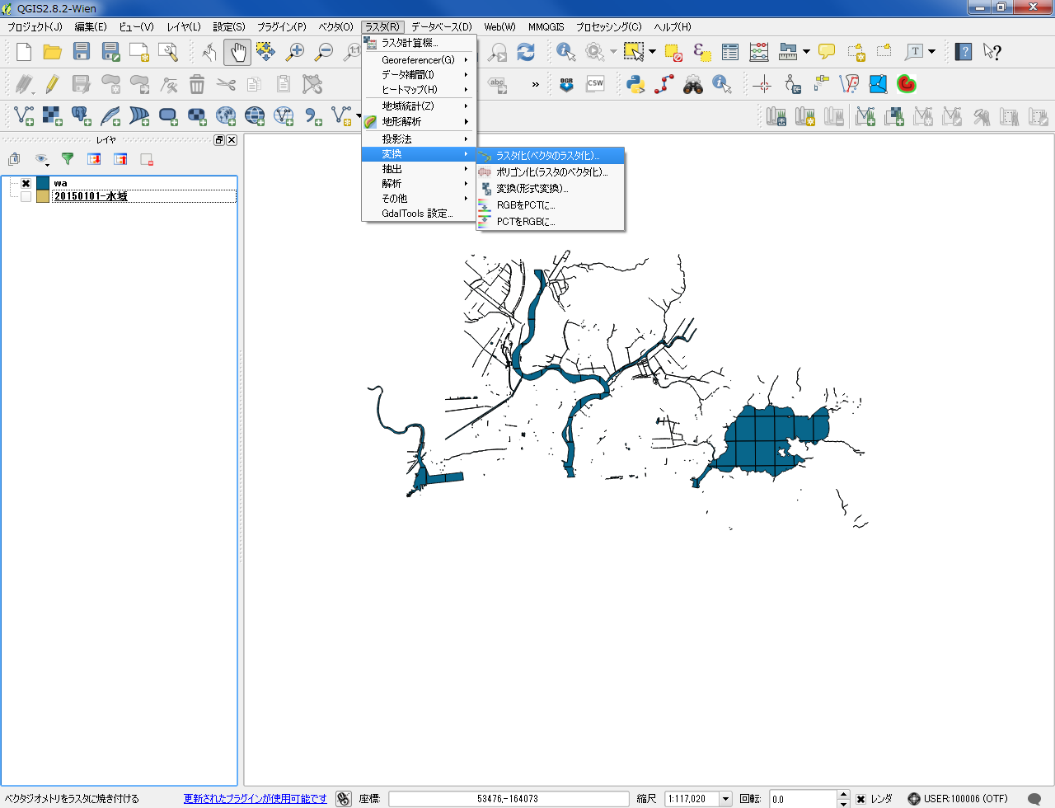 QGIS2.8.2-Wien
プロジェクト(J) 編集(E) ビュー(V) レイヤ(L) 設定(S) プラグイン(P) ベクタ(O) ラスタ(R) データベース(D) Web(W) MMQGIS プロセッシング(C) ヘルプ(H)
ラスタ計算機...
Georeferencer(G)
データ補間(I)
ヒートマップ(H)
地域統計(Z)
地形解析
投影法
変換
抽出
解析
その他
GdalTools 設定...
ラスタ化(ベクタのラスタ化)...
ポリゴン化(ラスタのベクタ化)...
変換(形式変換)...
RGBをPCTに...
PCTをRGBに...
abc
CSW
レイヤ
wa
20150101-水域
ベクタジオメトリをラスタに焼き付ける 更新されたプラグインが使用可能です 座標: 53476,-164073 縮尺 1:117,020 回転: 0.0 レンダ USER:100006 (OTF)